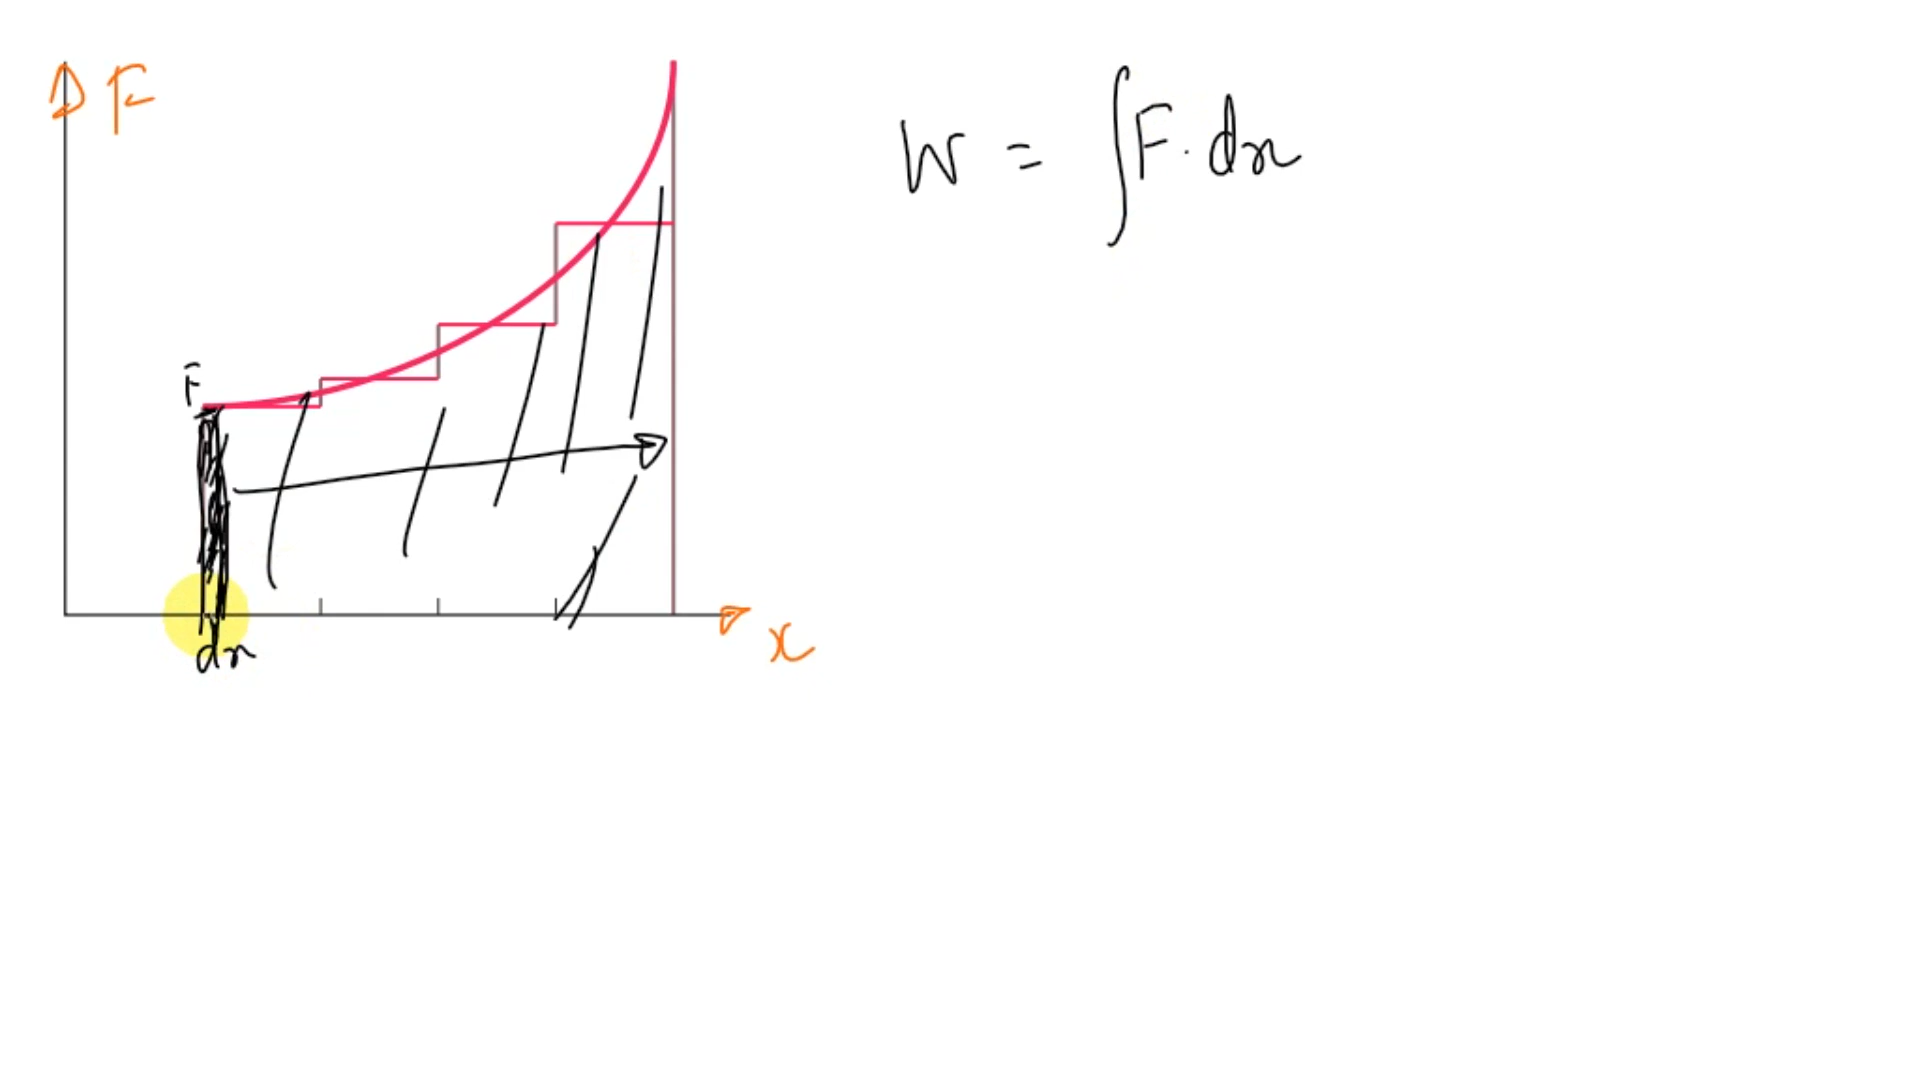 F
W = ∫F. dx
F
x
dx